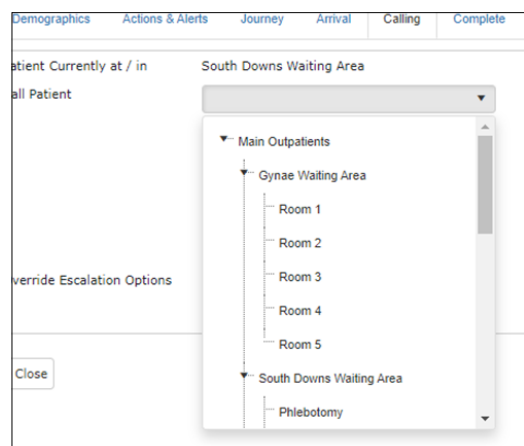 Demographics Actions & Alerts Journey Arrival Calling Complete
atient Currently at / in South Downs Waiting Area
all Patient
Main Outpatients
Gynae Waiting Area
Room 1
Room 2
Room 3
Room 4
Room 5
verride Escalation Options
South Downs Waiting Area
Close
Phlebotomy